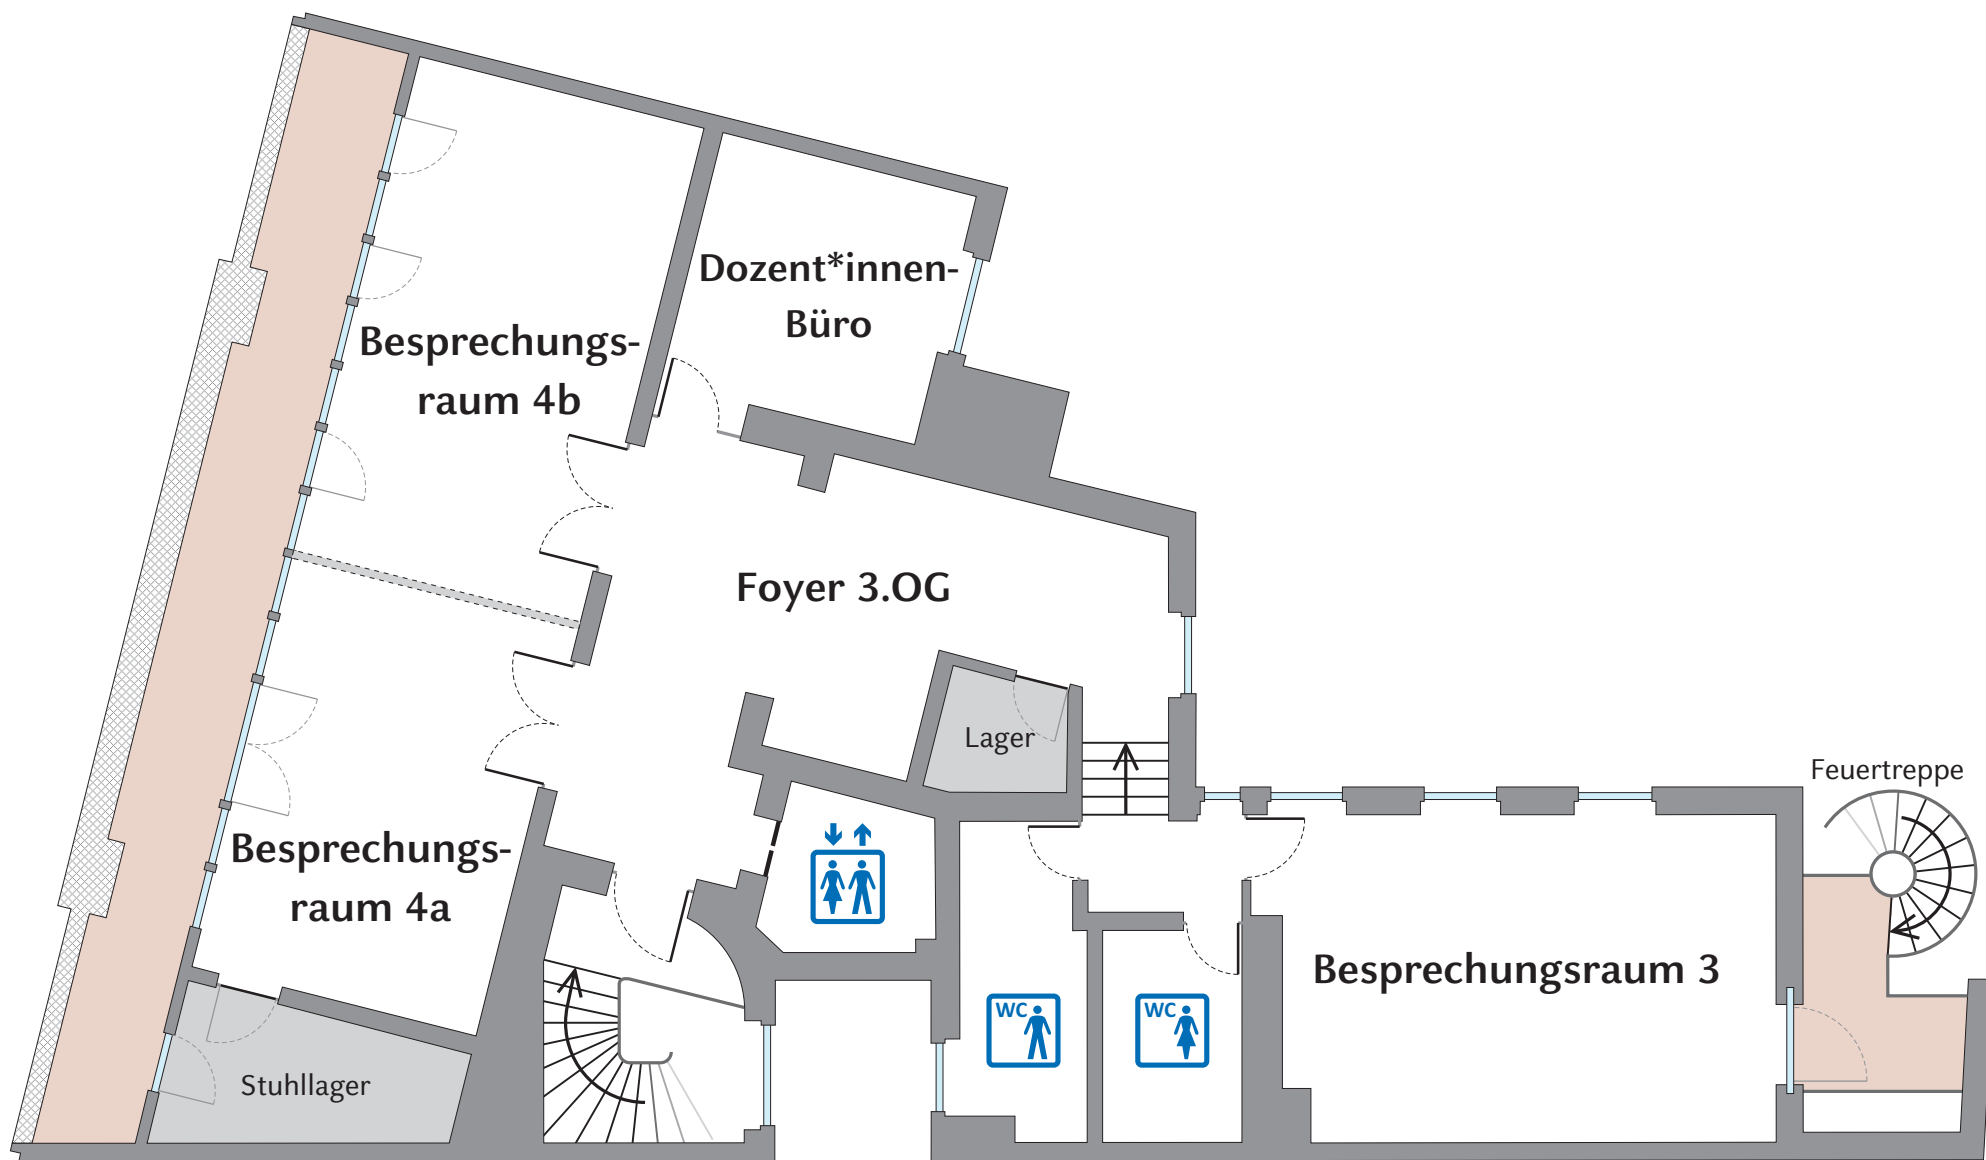 Dozent*innen-
Büro
Besprechungs-
raum 4b
Foyer 3.OG
Lager
Feuertreppe
Besprechungs-
raum 4a
Besprechungsraum 3
WC
WC
Stuhllager